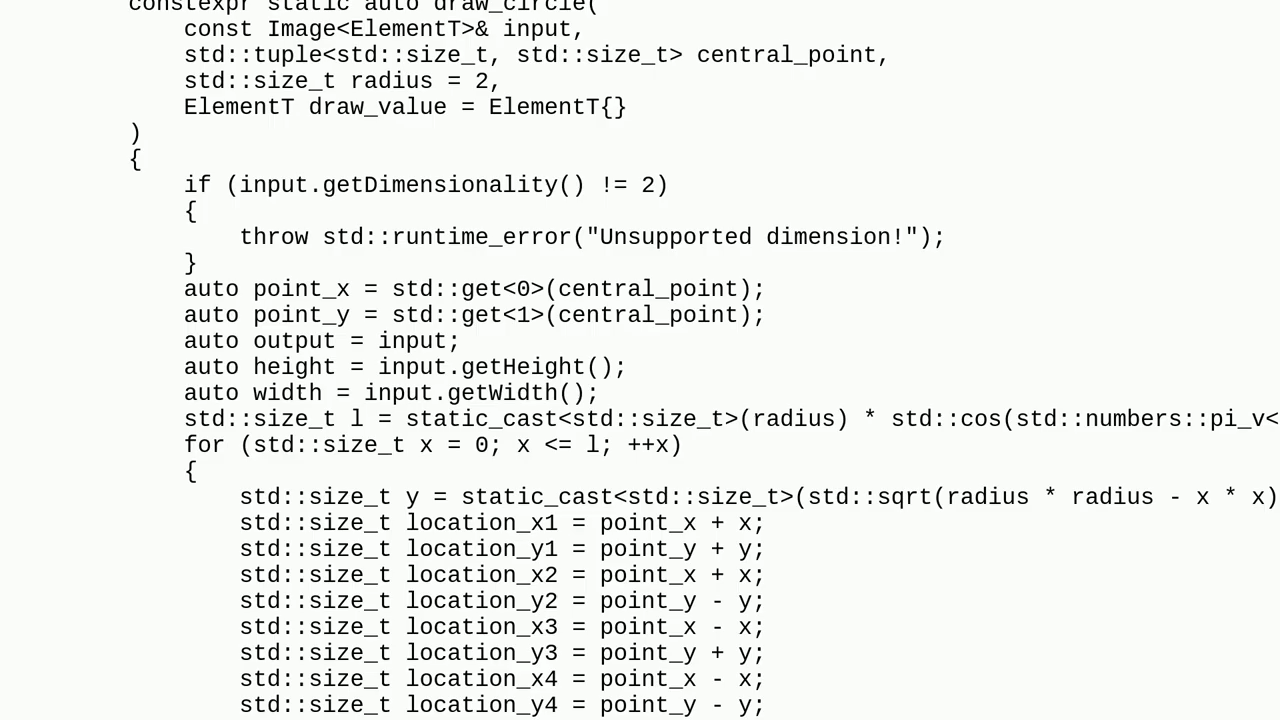 constexpr static auto draw_circle(
const Image<ElementT>& input,
std::tuple<std::size_t, std::size_t> central_point,
std::size_t radius = 2,
ElementT draw_value = ElementT{}
)
{
if (input.getDimensionality() != 2)
{
throw std::runtime_error("Unsupported dimension!");
}
auto point_x = std::get<0>(central_point);
auto point_y = std::get<1>(central_point);
auto output = input;
auto height = input.getHeight();
auto width = input.getWidth();
std::size_t l = static_cast<std::size_t>(radius) * std::cos(std::numbers::pi_v<
for (std::size_t x = 0; x <= l; ++x)
{
std::size_t y = static_cast<std::size_t>(std::sqrt(radius * radius - x * x)
std::size_t location_x1 = point_x + x;
std::size_t location_y1 = point_y + y;
std::size_t location_x2 = point_x + x;
std::size_t location_y2 = point_y - y;
std::size_t location_x3 = point_x - x;
std::size_t location_y3 = point_y + y;
std::size_t location_x4 = point_x - x;
std::size_t location_y4 = point_y - y;